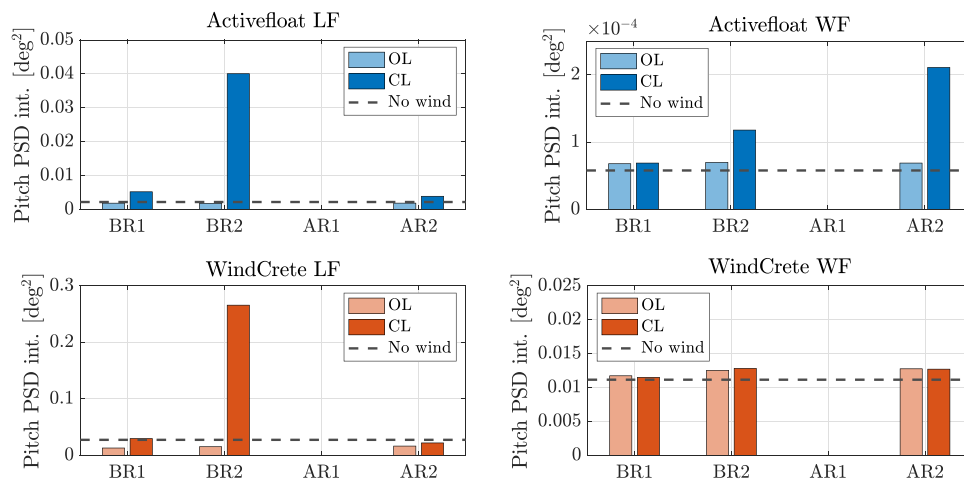 Activefloat LF
Pitch PSD int. [deg²]
0.05
0.04
0.03
0.02
0.01
0
OL
CL
No wind
BR1 BR2 AR1 AR2
Activefloat WF
×10⁻⁴
Pitch PSD int. [deg²]
2
1
0
OL
CL
No wind
BR1 BR2 AR1 AR2
WindCrete LF
Pitch PSD int. [deg²]
0.3
0.2
0.1
0
OL
CL
No wind
BR1 BR2 AR1 AR2
WindCrete WF
Pitch PSD int. [deg²]
0.025
0.02
0.015
0.01
0.005
0
OL
CL
No wind
BR1 BR2 AR1 AR2